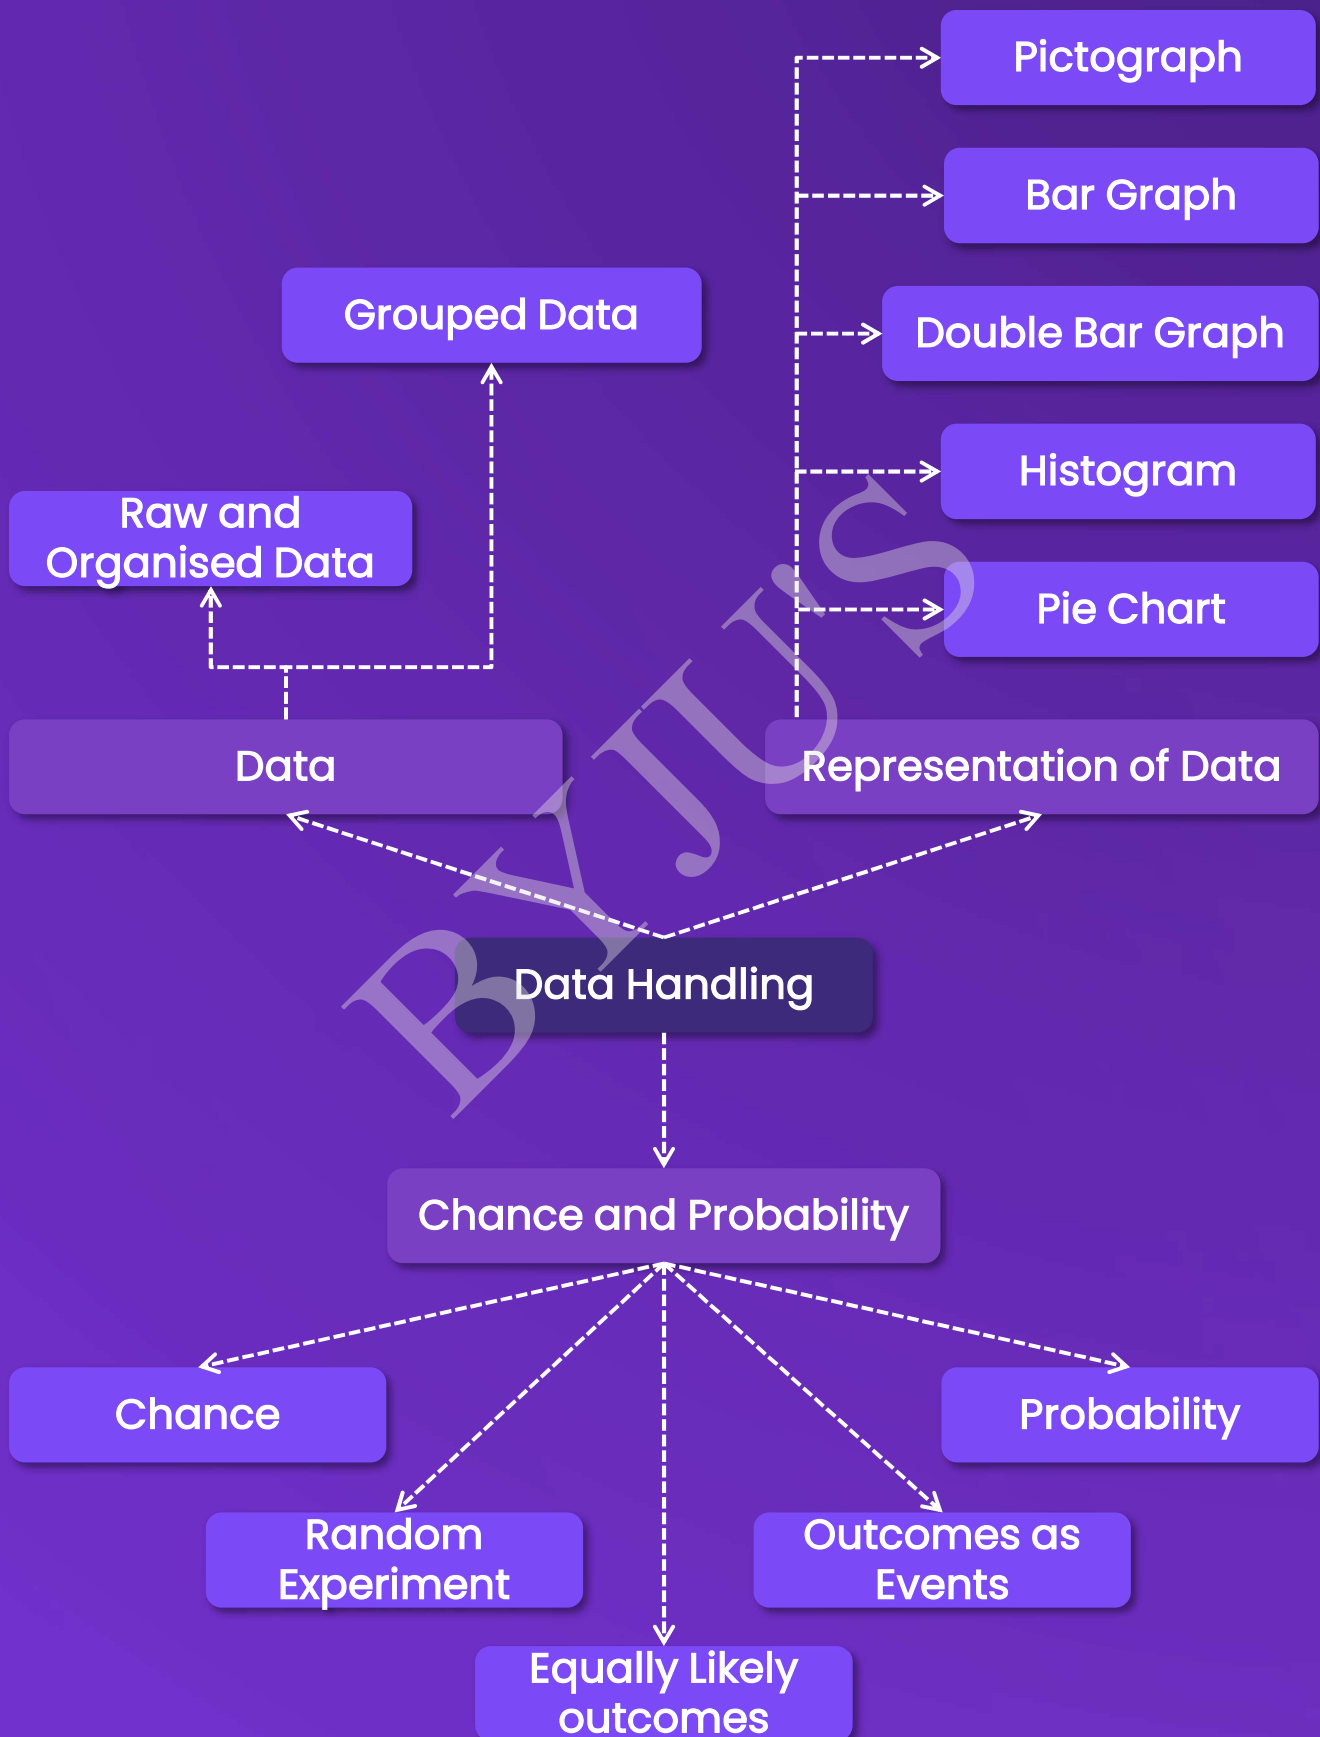 Pictograph
Bar Graph
Double Bar Graph
Histogram
Pie Chart
Grouped Data
Raw and
Organised Data
Data
Representation of Data
BYJU'S
Data Handling
Chance and Probability
Chance
Probability
Random
Experiment
Outcomes as
Events
Equally Likely
outcomes